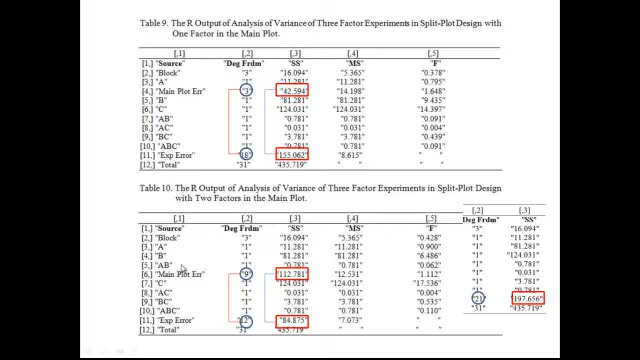 Table 9. The R Output of Analysis of Variance of Three Factor Experiments in Split-Plot Design with
One Factor in the Main Plot.
[,1] [,2] [,3] [,4] [,5]
[1,] "Source" "Deg Frdm" "SS" "MS" "F"
[2,] "Block" "3" "16.094" "5.365" "0.378"
[3,] "A" "1" "11.281" "11.281" "0.795"
[4,] "Main Plot Err" "3" "42.594" "14.198" "1.648"
[5,] "B" "1" "81.281" "81.281" "9.435"
[6,] "C" "1" "124.031" "124.031" "14.397"
[7,] "AB" "1" "0.781" "0.781" "0.091"
[8,] "AC" "1" "0.031" "0.031" "0.004"
[9,] "BC" "1" "3.781" "3.781" "0.439"
[10,] "ABC" "1" "0.781" "0.781" "0.091"
[11,] "Exp Error" "18" "155.062" "8.615" " "
[12,] "Total" "31" "435.719" " " " "
Table 10. The R Output of Analysis of Variance of Three Factor Experiments in Split-Plot Design
with Two Factors in the Main Plot.
[,1] [,2] [,3] [,4] [,5]
[1,] "Source" "Deg Frdm" "SS" "MS" "F"
[2,] "Block" "3" "16.094" "5.365" "0.428"
[3,] "A" "1" "11.281" "11.281" "0.900"
[4,] "B" "1" "81.281" "81.281" "6.486"
[5,] "AB" "1" "0.781" "0.781" "0.062"
[6,] "Main Plot Err" "9" "112.781" "12.531" "1.112"
[7,] "C" "1" "124.031" "124.031" "17.536"
[8,] "AC" "1" "0.031" "0.031" "0.004"
[9,] "BC" "1" "3.781" "3.781" "0.535"
[10,] "ABC" "1" "0.781" "0.781" "0.110"
[11,] "Exp Error" "12" "84.875" "7.073" " "
[12,] "Total" "31" "435.719" " " " "
[,2] [,3]
Deg Frdm" "SS"
"3" "16.094"
"1" "11.281"
"1" "81.281"
"1" "124.031"
"1" "0.781"
"1" "0.031"
"1" "3.781"
"1" "0.781"
"21" "197.656"
"31" "435.719"